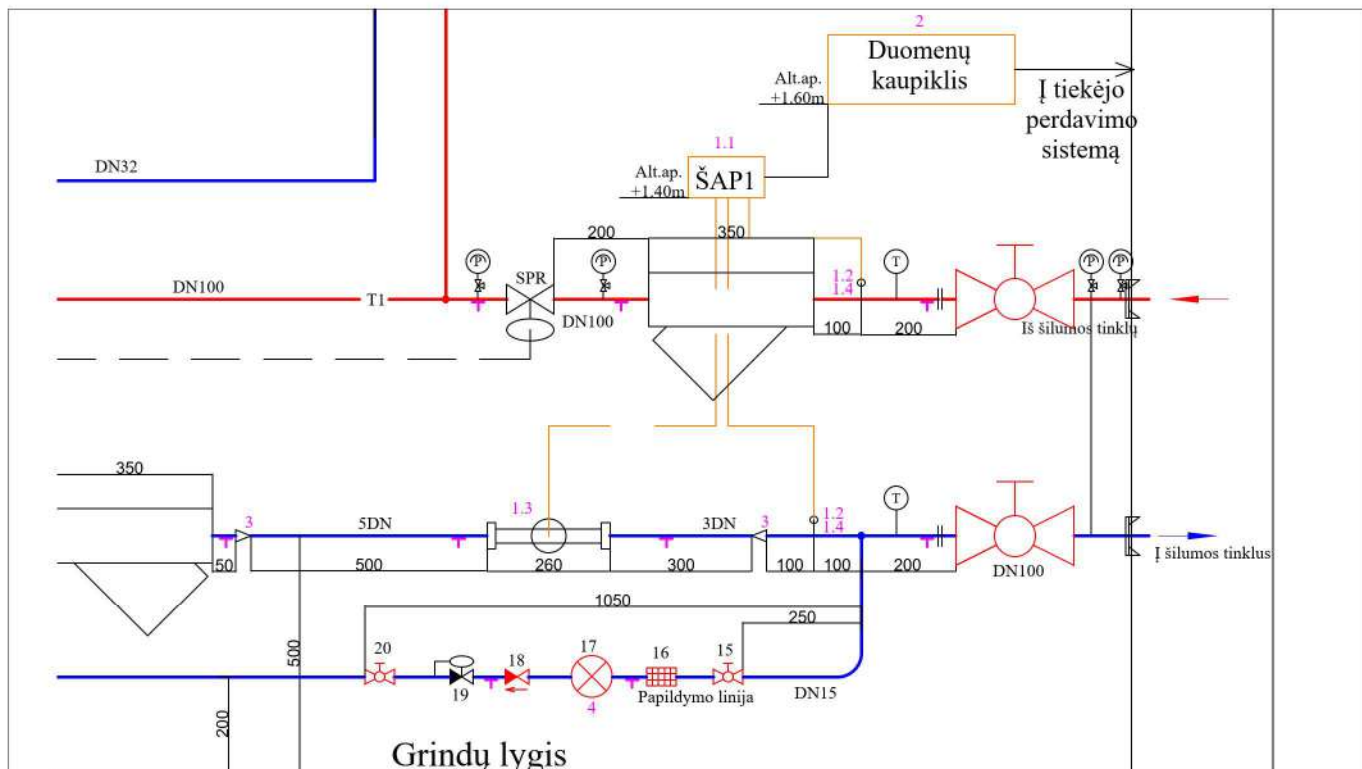 2
Duomenų
kaupiklis
Alt.ap.
+1.60m
Į tiekėjo
perdavimo
sistemą
1.1
ŠAP1
Alt.ap.
+1.40m
DN32
200
350
P
SPR
P
1.2
1.4
T
P
P
DN100
T1
DN100
100
200
Iš šilumos tinklų
350
3
5DN
1.3
3DN
3
1.2
1.4
T
50
500
260
300
100
100
200
DN100
Į šilumos tinklus
1050
250
500
20
19
18
17
16
15
4
Papildymo linija
DN15
200
Grindų lygis